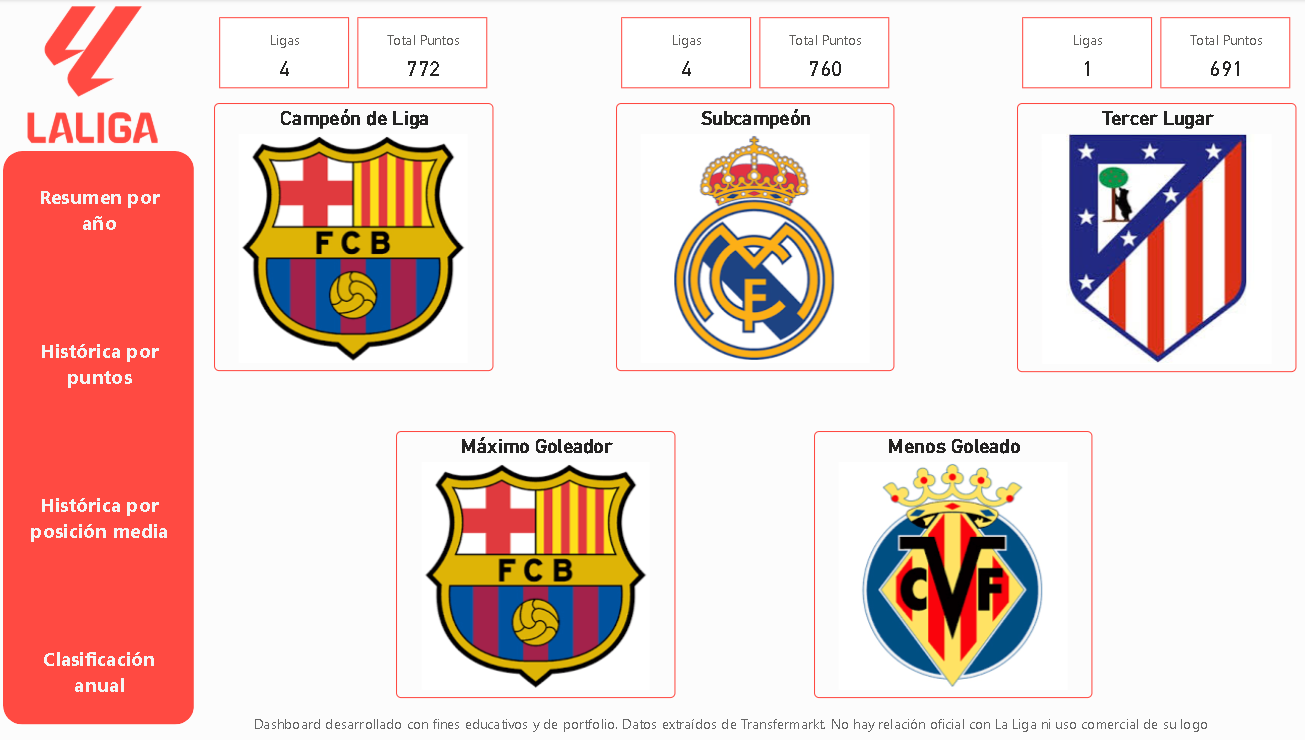 LALIGA
Resumen por
año
Histórica por
puntos
Histórica por
posición media
Clasificación
anual
Ligas
4
Total Puntos
772
Campeón de Liga
FCB
Ligas
4
Total Puntos
760
Subcampeón
Ligas
1
Total Puntos
691
Tercer Lugar
Máximo Goleador
FCB
Menos Goleado
CVF
Dashboard desarrollado con fines educativos y de portfolio. Datos extraídos de Transfermarkt. No hay relación oficial con La Liga ni uso comercial de su logo